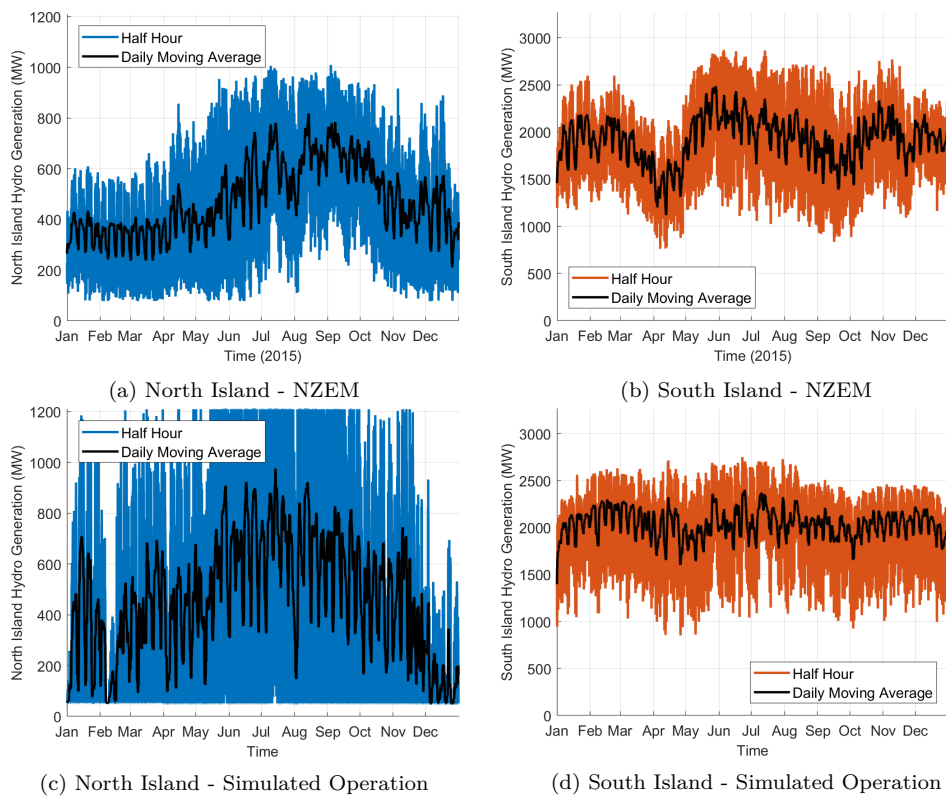 North Island Hydro Generation (MW)
1200
1000
800
600
400
200
0
Half Hour
Daily Moving Average
Jan Feb Mar Apr May Jun Jul Aug Sep Oct Nov Dec
Time (2015)
(a) North Island - NZEM
South Island Hydro Generation (MW)
3000
2500
2000
1500
1000
500
0
Half Hour
Daily Moving Average
Jan Feb Mar Apr May Jun Jul Aug Sep Oct Nov Dec
Time (2015)
(b) South Island - NZEM
North Island Hydro Generation (MW)
1200
1000
800
600
400
200
0
Half Hour
Daily Moving Average
Jan Feb Mar Apr May Jun Jul Aug Sep Oct Nov Dec
Time
(c) North Island - Simulated Operation
South Island Hydro Generation (MW)
3000
2500
2000
1500
1000
500
0
Half Hour
Daily Moving Average
Jan Feb Mar Apr May Jun Jul Aug Sep Oct Nov Dec
Time
(d) South Island - Simulated Operation